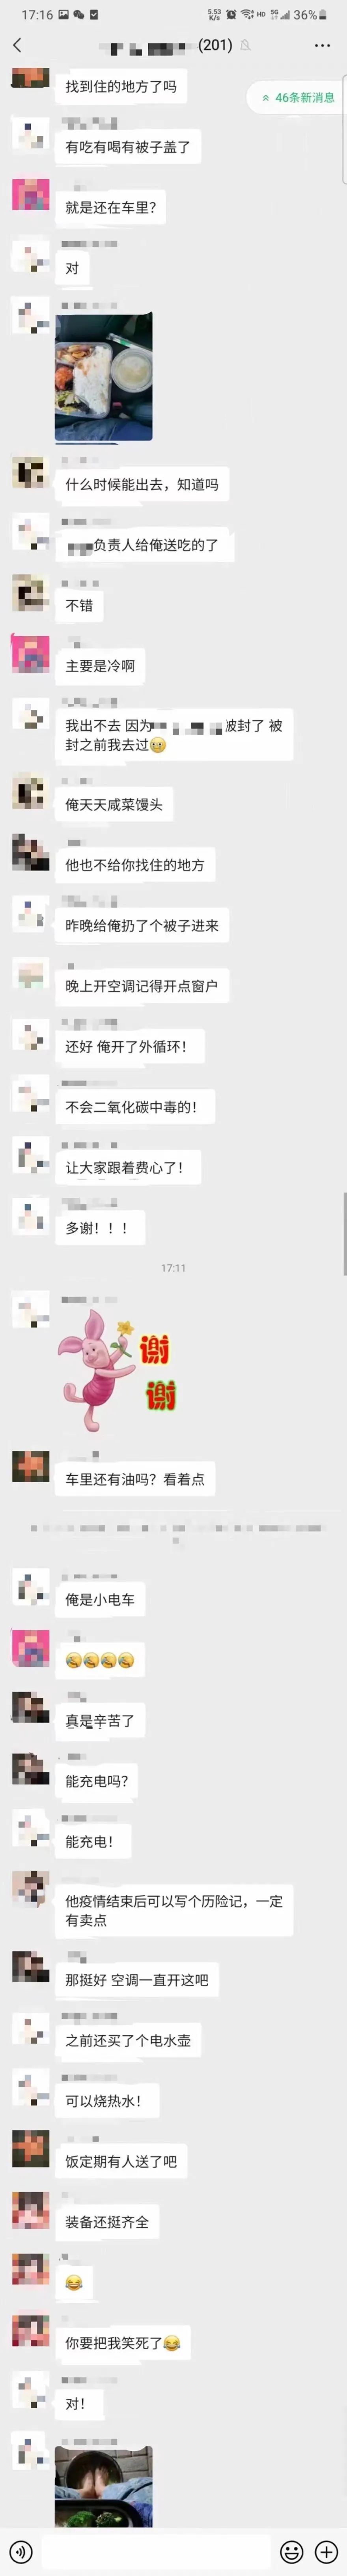 17:16
5.53
K/s
HD
5G
36%
(201)
46条新消息
找到住的地方了吗
有吃有喝有被子盖了
就是还在车里？
对
什么时候能出去，知道吗
负责人给俺送吃的了
不错
主要是冷啊
我出不去 因为 被封了 被
封之前我去过
俺天天咸菜馒头
他也不给你找住的地方
昨晚给俺扔了个被子进来
晚上开空调记得开点窗户
还好 俺开了外循环！
不会二氧化碳中毒的！
让大家跟着费心了！
多谢！！！
17:11
谢
谢
车里还有油吗？看着点
俺是小电车
真是辛苦了
能充电吗？
能充电！
他疫情结束后可以写个历险记，一定
有卖点
那挺好 空调一直开这吧
之前还买了个电水壶
可以烧热水！
饭定期有人送了吧
装备还挺齐全
你要把我笑死了
对！